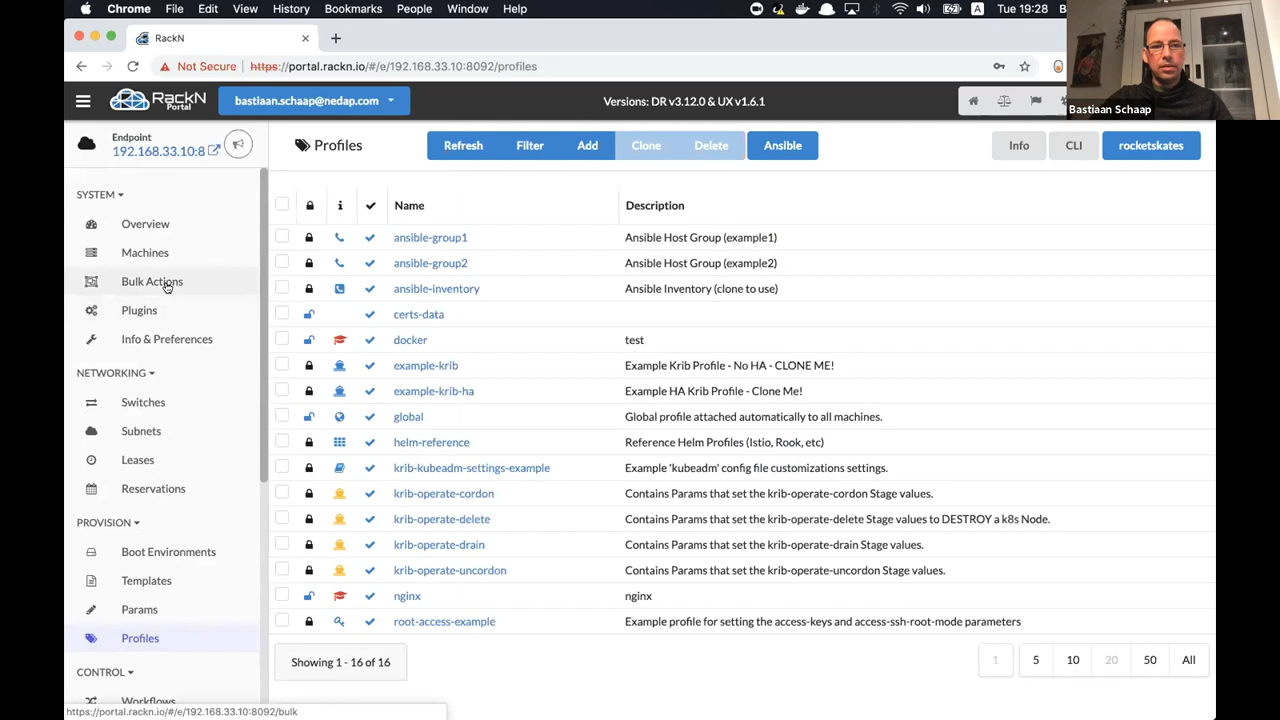 Chrome File Edit View History Bookmarks People Window Help Tue 19:28
RackN
Not Secure https://portal.rackn.io/#/e/192.168.33.10:8092/profiles
Bastiaan Schaap
RackN
Portal
bastiaan.schaap@nedap.com
Versions: DR v3.12.0 & UX v1.6.1
Endpoint
192.168.33.10:8
Profiles
Refresh Filter Add Clone Delete Ansible
Info CLI rocketskates
SYSTEM
Overview
Machines
Bulk Actions
Plugins
Info & Preferences
NETWORKING
Switches
Subnets
Leases
Reservations
PROVISION
Boot Environments
Templates
Params
Profiles
CONTROL
Workflows
Name Description
ansible-group1 Ansible Host Group (example1)
ansible-group2 Ansible Host Group (example2)
ansible-inventory Ansible Inventory (clone to use)
certs-data
docker test
example-krib Example Krib Profile - No HA - CLONE ME!
example-krib-ha Example HA Krib Profile - Clone Me!
global Global profile attached automatically to all machines.
helm-reference Reference Helm Profiles (Istio, Rook, etc)
krib-kubeadm-settings-example Example 'kubeadm' config file customizations settings.
krib-operate-cordon Contains Params that set the krib-operate-cordon Stage values.
krib-operate-delete Contains Params that set the krib-operate-delete Stage values to DESTROY a k8s Node.
krib-operate-drain Contains Params that set the krib-operate-drain Stage values.
krib-operate-uncordon Contains Params that set the krib-operate-uncordon Stage values.
nginx nginx
root-access-example Example profile for setting the access-keys and access-ssh-root-mode parameters
Showing 1 - 16 of 16
1 5 10 20 50 All
https://portal.rackn.io/#/e/192.168.33.10:8092/bulk